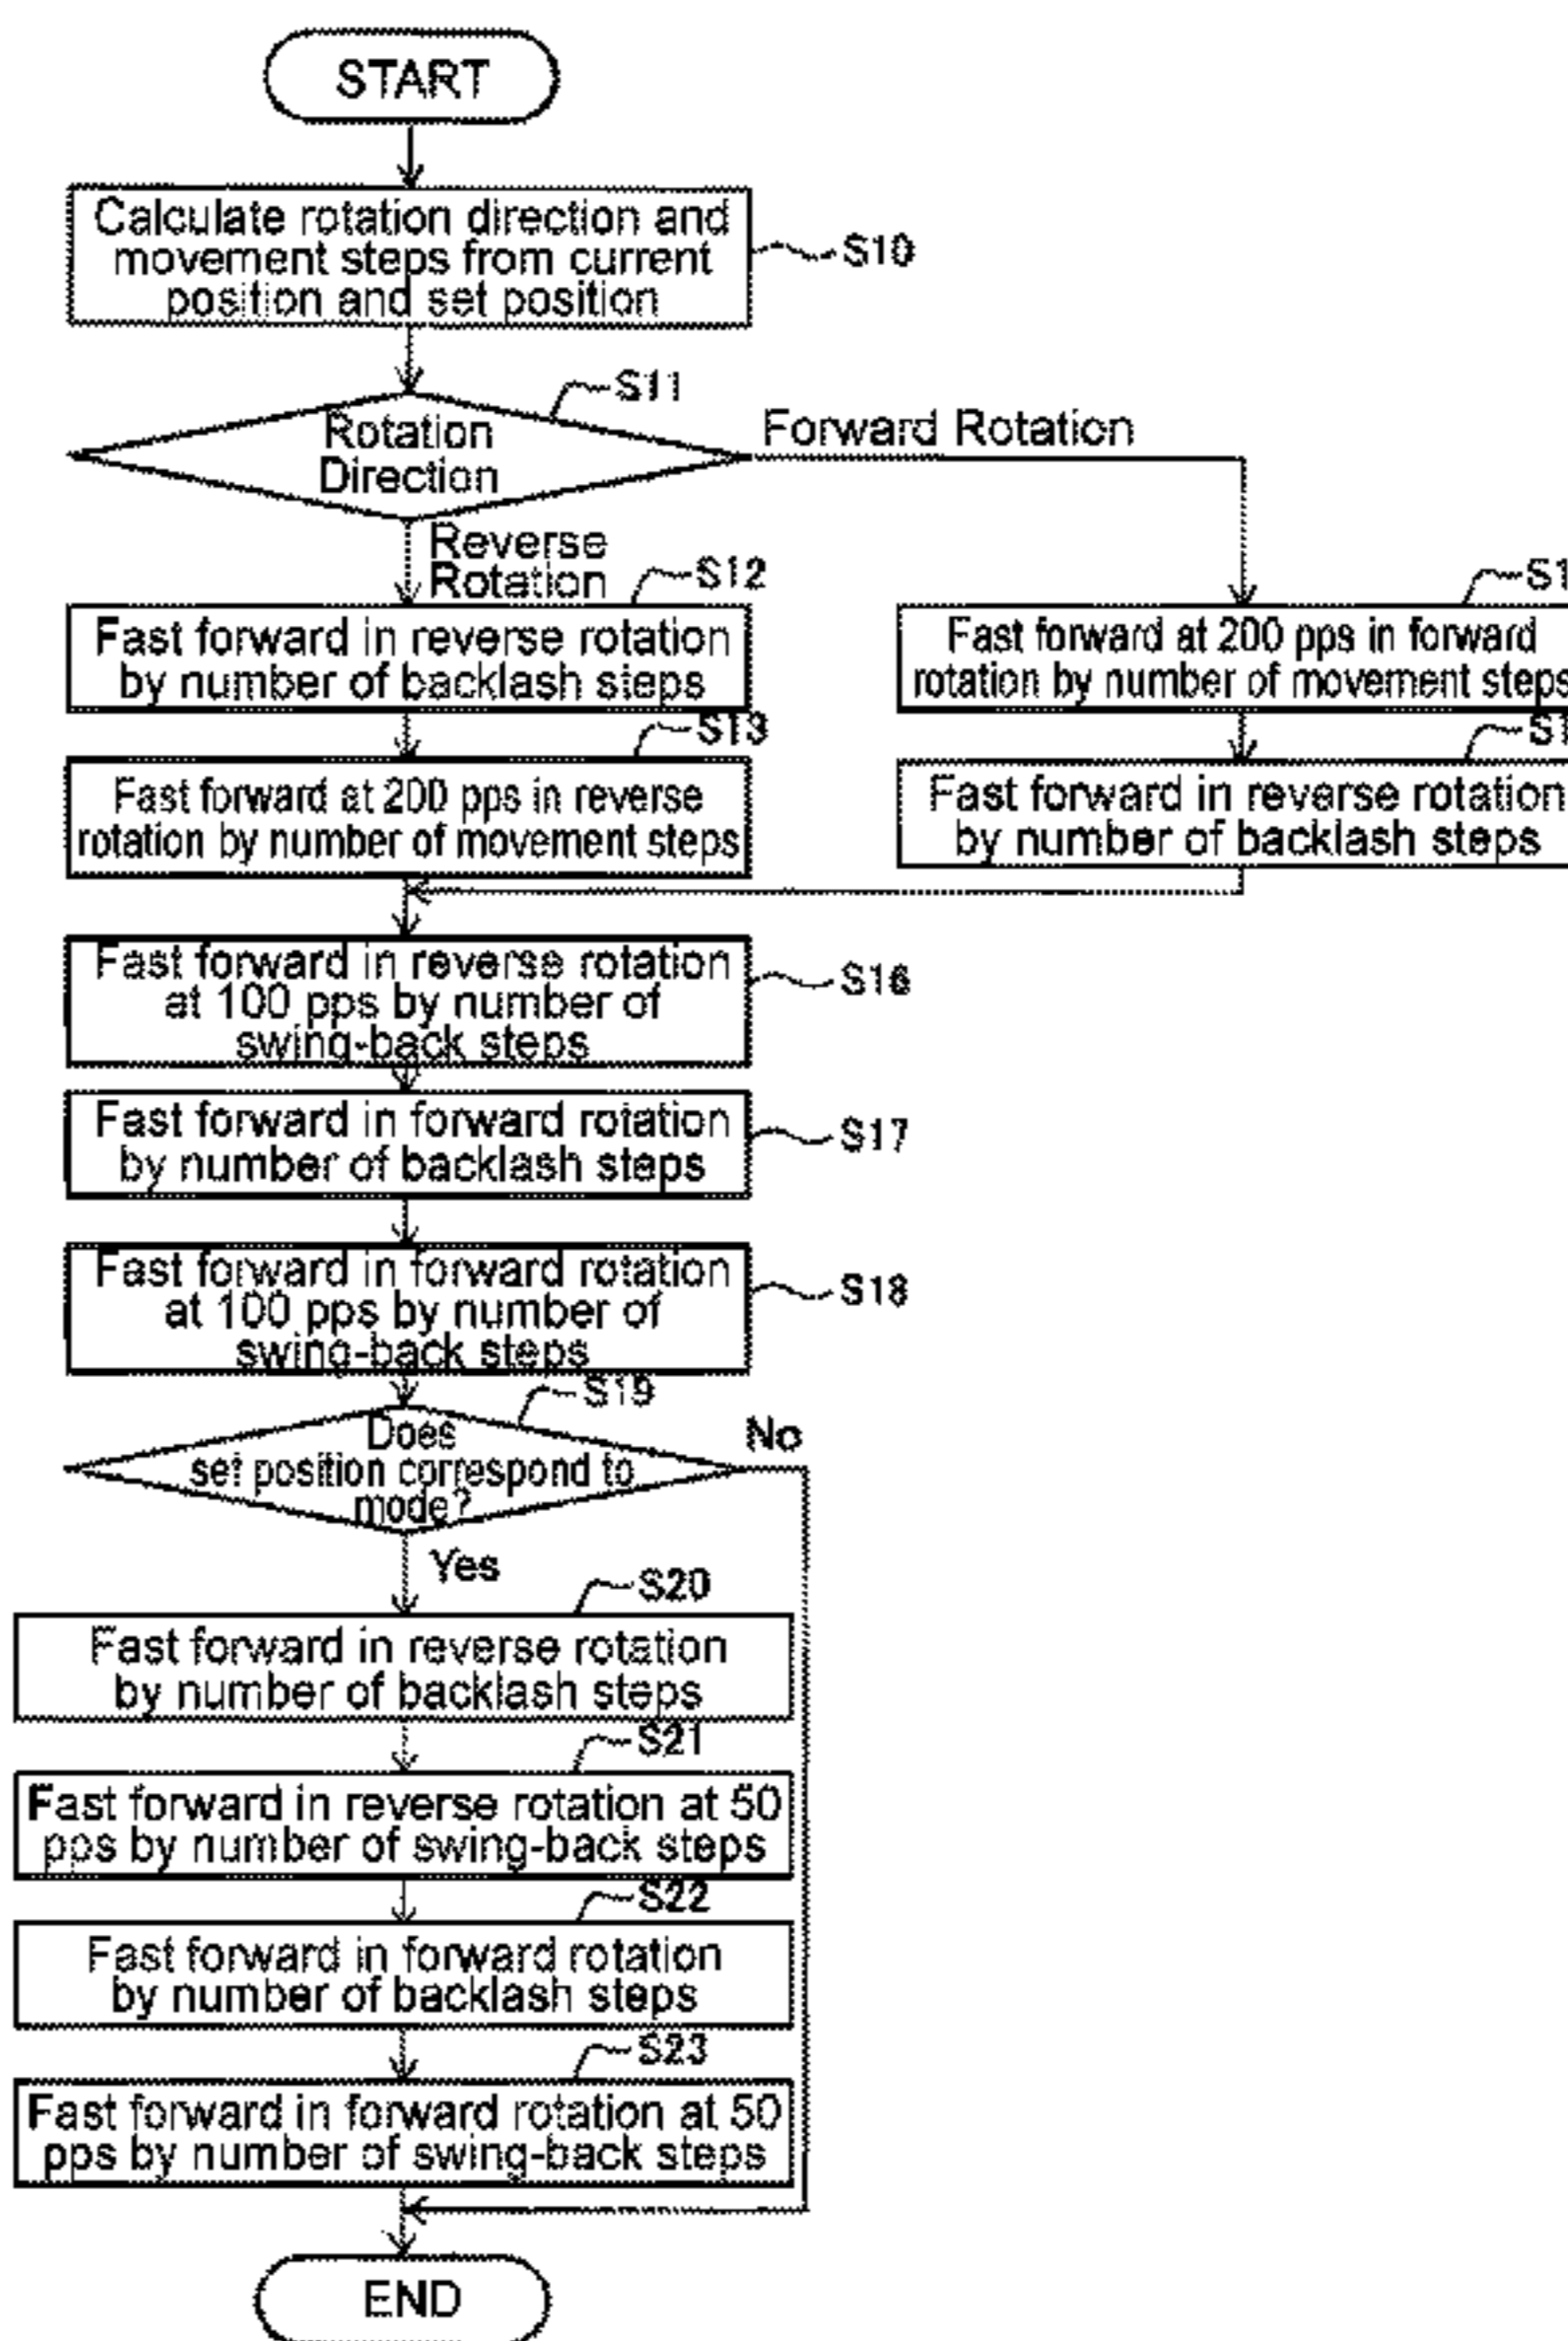 START
Calculate rotation direction and
movement steps from current
position and set position
S10
S11
Rotation
Direction
Forward Rotation
Reverse
Rotation
S12
Fast forward in reverse rotation
by number of backlash steps
S13
Fast forward at 200 pps in reverse
rotation by number of movement steps
S1
Fast forward at 200 pps in forward
rotation by number of movement steps
S1
Fast forward in reverse rotation
by number of backlash steps
Fast forward in reverse rotation
at 100 pps by number of
swing-back steps
S16
Fast forward in forward rotation
by number of backlash steps
S17
Fast forward in forward rotation
at 100 pps by number of
swing-back steps
S18
S19
Does
set position correspond to
mode?
No
Yes
S20
Fast forward in reverse rotation
by number of backlash steps
S21
Fast forward in reverse rotation at 50
pps by number of swing-back steps
S22
Fast forward in forward rotation
by number of backlash steps
S23
Fast forward in forward rotation at 50
pps by number of swing-back steps
END